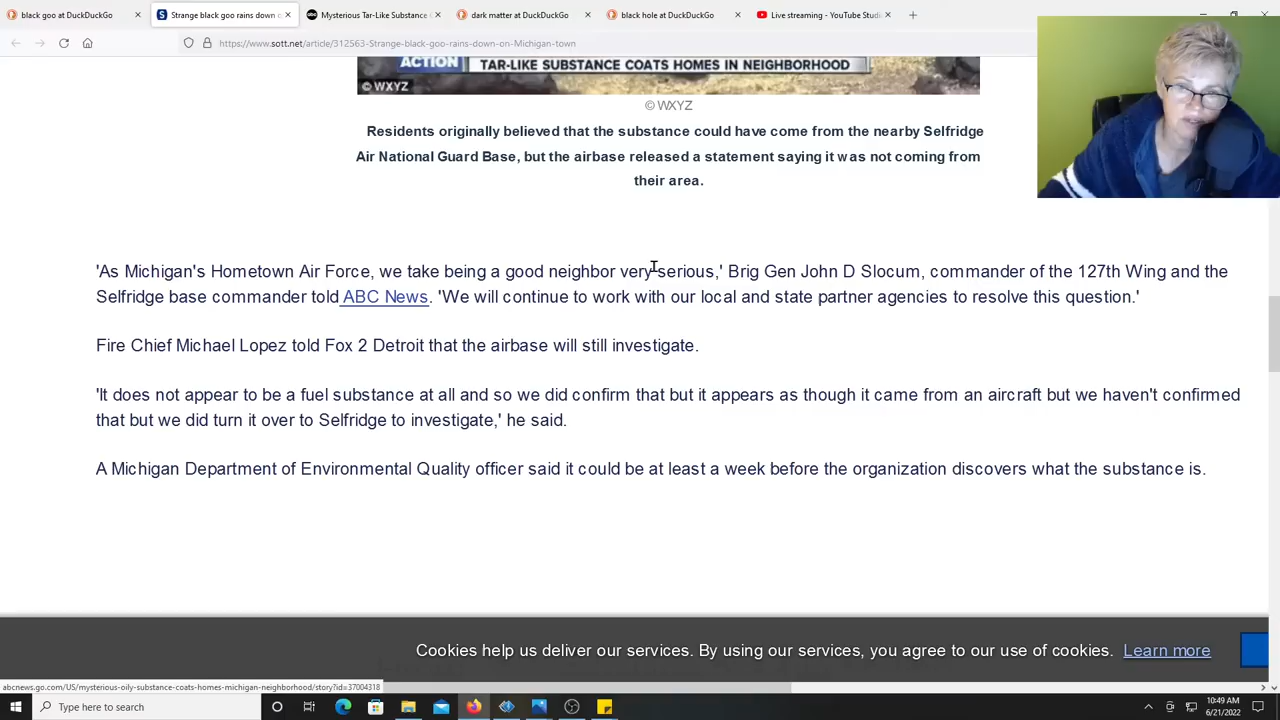 black goo at DuckDuckGo
Strange black goo rains down o
Mysterious Tar-Like Substance
dark matter at DuckDuckGo
black hole at DuckDuckGo
Live streaming - YouTube Studi
https://www.sott.net/article/312563-Strange-black-goo-rains-down-on-Michigan-town
ACTION
TAR-LIKE SUBSTANCE COATS HOMES IN NEIGHBORHOOD
© WXYZ
© WXYZ
Residents originally believed that the substance could have come from the nearby Selfridge
Air National Guard Base, but the airbase released a statement saying it was not coming from
their area.
'As Michigan's Hometown Air Force, we take being a good neighbor very serious,' Brig Gen John D Slocum, commander of the 127th Wing and the
Selfridge base commander told ABC News. 'We will continue to work with our local and state partner agencies to resolve this question.'
Fire Chief Michael Lopez told Fox 2 Detroit that the airbase will still investigate.
'It does not appear to be a fuel substance at all and so we did confirm that but it appears as though it came from an aircraft but we haven't confirmed
that but we did turn it over to Selfridge to investigate,' he said.
A Michigan Department of Environmental Quality officer said it could be at least a week before the organization discovers what the substance is.
Cookies help us deliver our services. By using our services, you agree to our use of cookies. Learn more
abcnews.go.com/US/mysterious-oily-substance-coats-homes-michigan-neighborhood/story?id=37004318
Type here to search
10:49 AM
6/21/2022